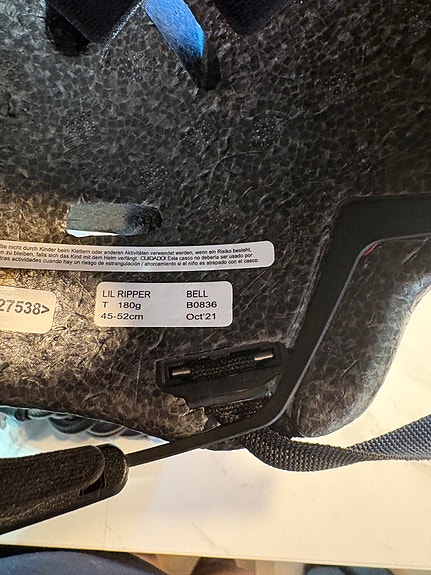 nicht durch Kinder beim Klettern oder anderen Aktivitäten verwendet werden, wenn ein Risiko besteht,
zu bleiben, falls sich das Kind mit dem Helm verfängt. CUIDADO! Este casco no debería ser usado por
actividades cuando hay un riesgo de estrangulación / ahorcamiento si el niño es atrapado con el casco.
LIL RIPPER BELL
T 180g B0836
45-52cm Oct'21
27538>